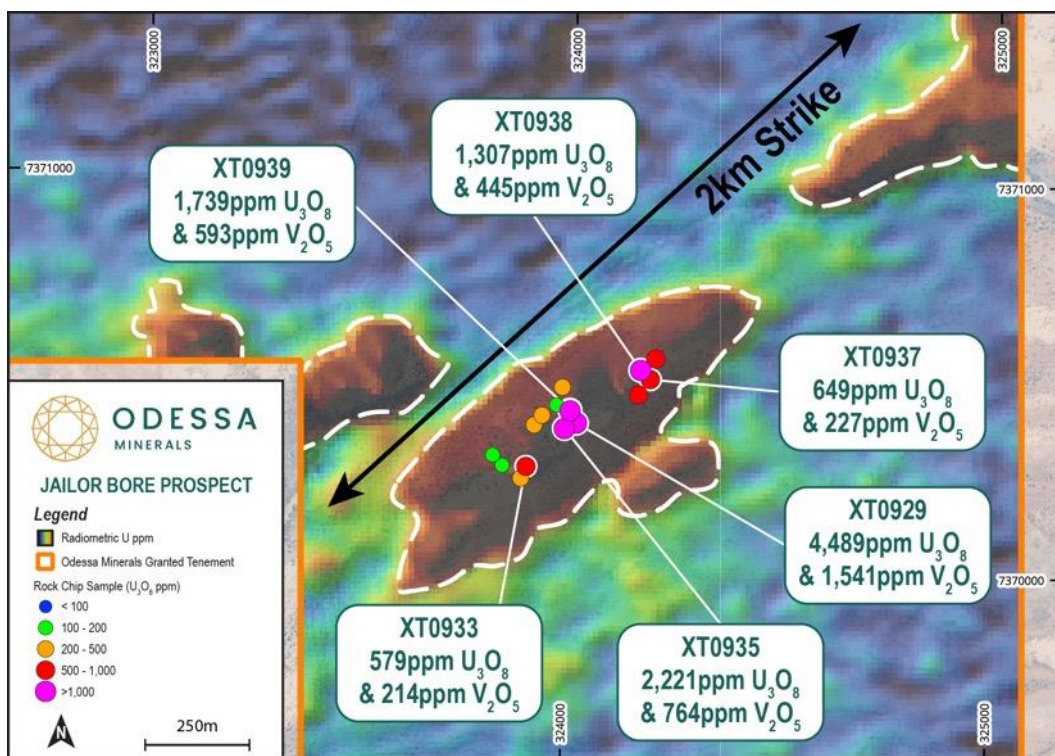 323000
324000
325000
2km Strike
XT0938
1,307ppm U₃O₈
& 445ppm V₂O₅
XT0939
1,739ppm U₃O₈
& 593ppm V₂O₅
7371000
7371000
XT0937
649ppm U₃O₈
& 227ppm V₂O₅
ODESSA
MINERALS
JAILOR BORE PROSPECT
Legend
Radiometric U ppm
Odessa Minerals Granted Tenement
Rock Chip Sample (U₃O₈ ppm)
< 100
100 - 200
200 - 500
500 - 1,000
>1,000
N
250m
XT0929
4,489ppm U₃O₈
& 1,541ppm V₂O₅
7370000
XT0933
579ppm U₃O₈
& 214ppm V₂O₅
XT0935
2,221ppm U₃O₈
& 764ppm V₂O₅
324000
325000